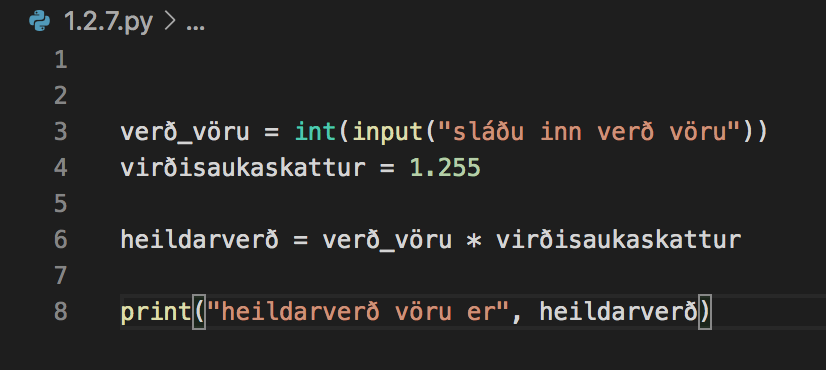 1.2.7.py > ...
1
2
3 verð_vöru = int(input("sláðu inn verð vöru"))
4 virðisaukaskattur = 1.255
5
6 heildarverð = verð_vöru * virðisaukaskattur
7
8 print("heildarverð vöru er", heildarverð)